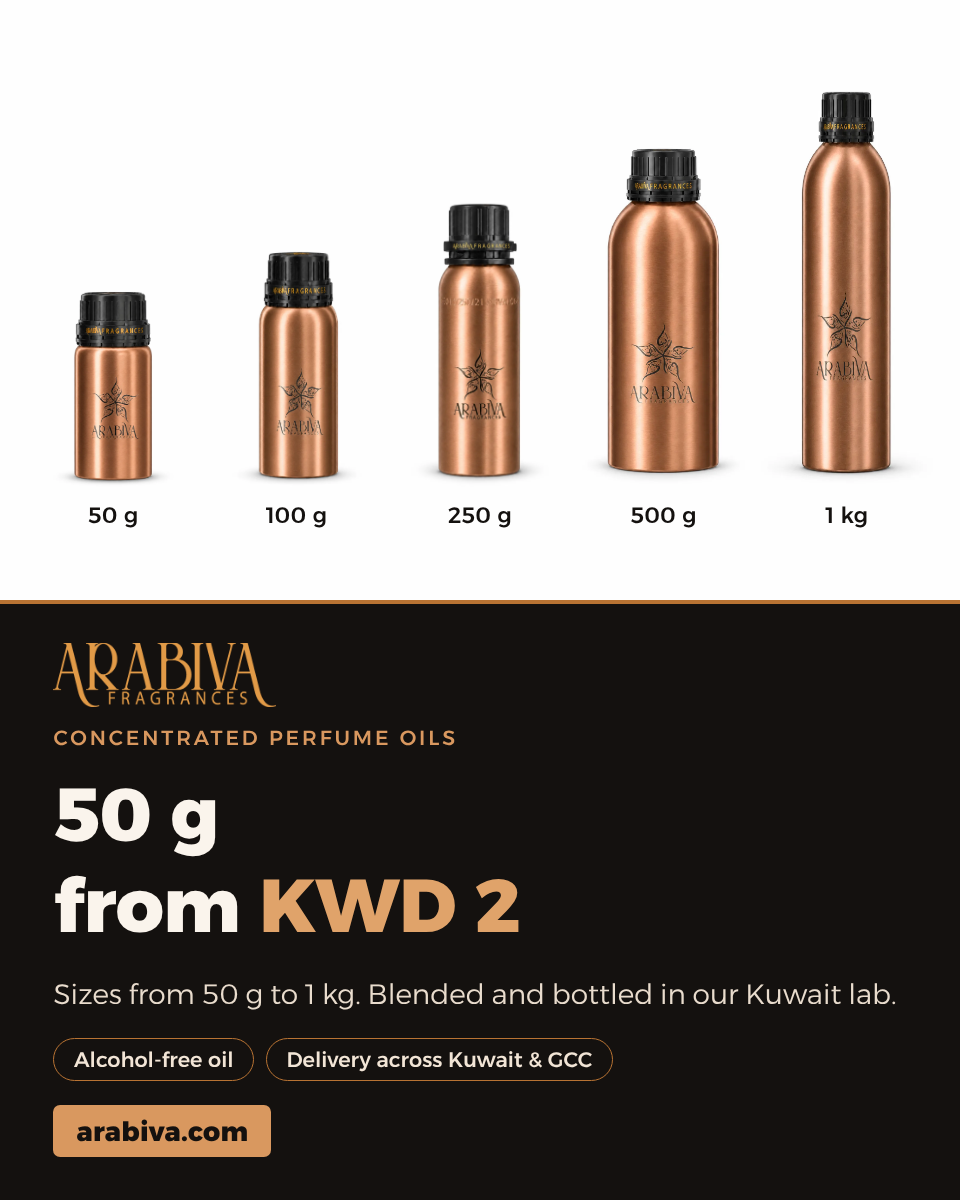 ARABIVA
ARABIVA
ARABIVA
ARABIVA
ARABIVA
50 g
100 g
250 g
500 g
1 kg
ARABIVA
FRAGRANCES
CONCENTRATED PERFUME OILS
50 g
from KWD 2
Sizes from 50 g to 1 kg. Blended and bottled in our Kuwait lab.
Alcohol-free oil
Delivery across Kuwait & GCC
arabiva.com